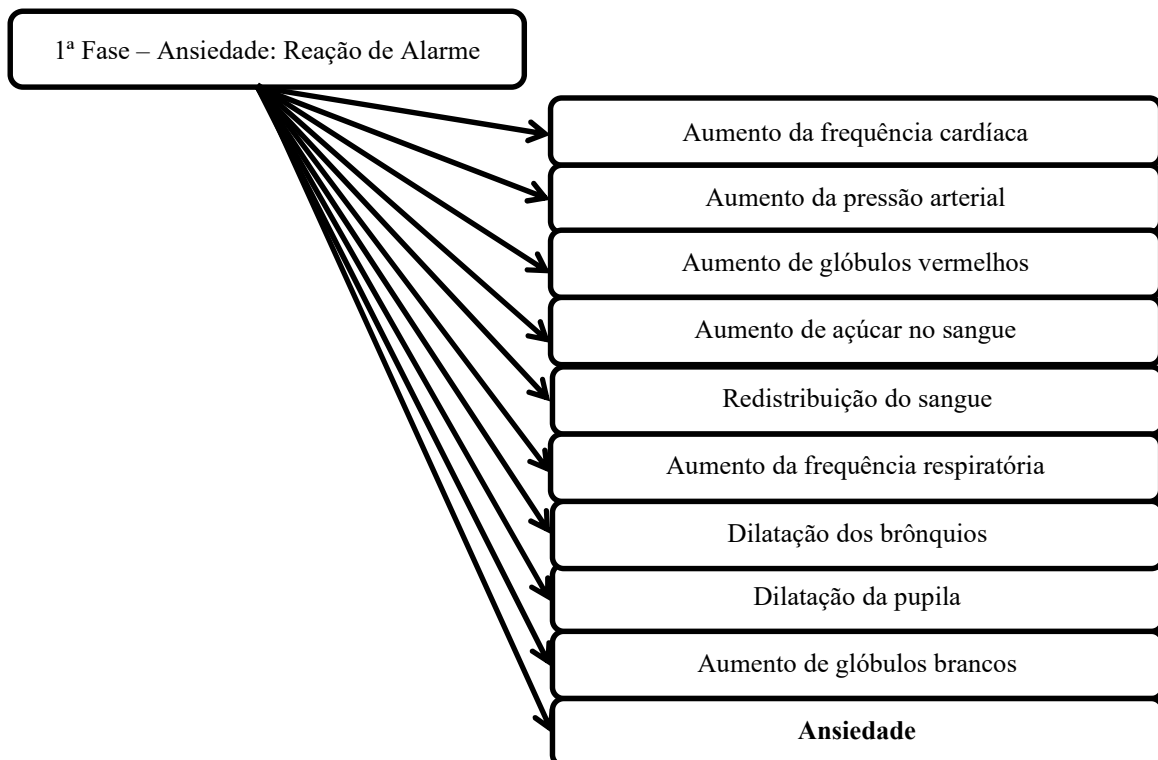 1ª Fase – Ansiedade: Reação de Alarme
Aumento da frequência cardíaca
Aumento da pressão arterial
Aumento de glóbulos vermelhos
Aumento de açúcar no sangue
Redistribuição do sangue
Aumento da frequência respiratória
Dilatação dos brônquios
Dilatação da pupila
Aumento de glóbulos brancos
Ansiedade